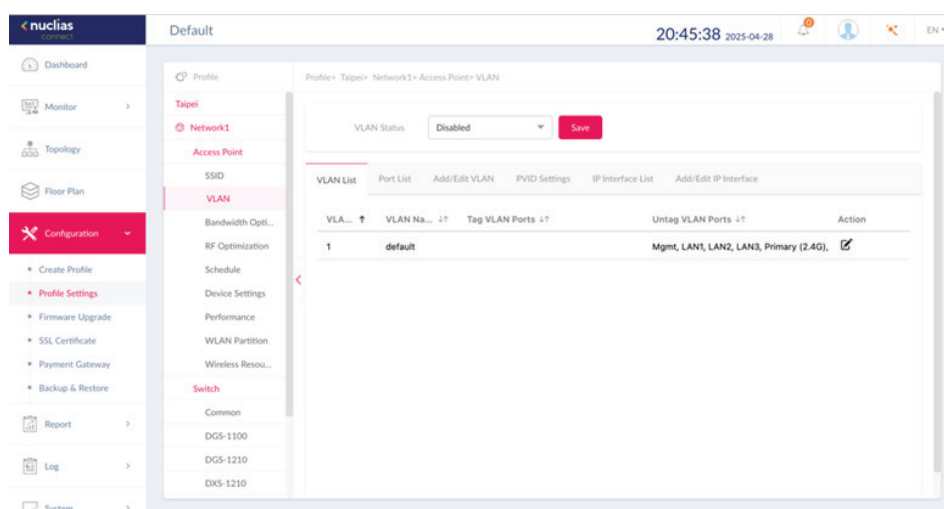 nuclias
connect
Default
20:45:38 2025-04-28
0
EN
Dashboard
Monitor
Topology
Floor Plan
Configuration
Create Profile
Profile Settings
Firmware Upgrade
SSL Certificate
Payment Gateway
Backup & Restore
Report
Log
System
Profile
Taipei
Network1
Access Point
SSID
VLAN
Bandwidth Opti...
RF Optimization
Schedule
Device Settings
Performance
WLAN Partition
Wireless Resou...
Switch
Common
DGS-1100
DGS-1210
DXS-1210
Profile> Taipei> Network1> Access Point> VLAN
VLAN Status Disabled Save
VLAN List Port List Add/Edit VLAN PVID Settings IP Interface List Add/Edit IP Interface
VLA... VLAN Na... Tag VLAN Ports Untag VLAN Ports Action
1 default Mgmt, LAN1, LAN2, LAN3, Primary (2.4G),